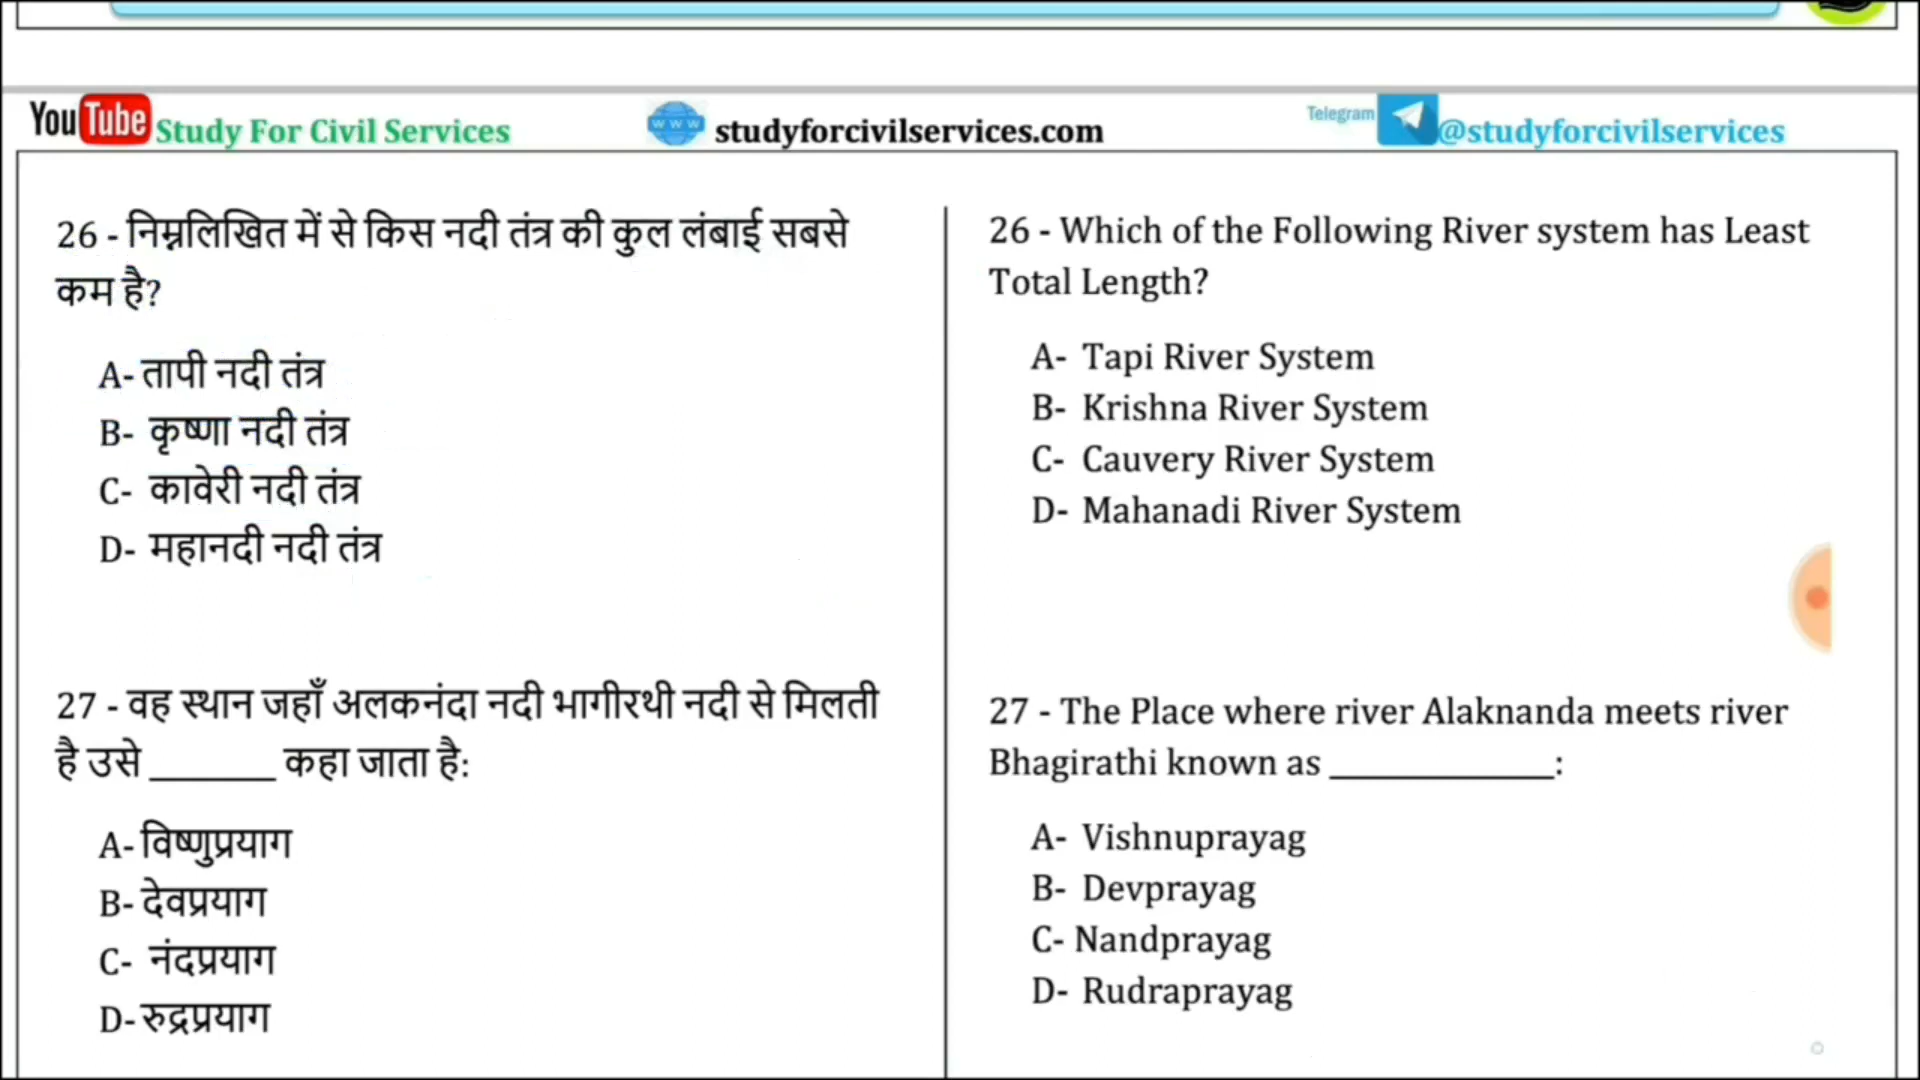 YouTube Study For Civil Services
www studyforcivilservices.com
Telegram @studyforcivilservices
26 - निम्नलिखित में से किस नदी तंत्र की कुल लंबाई सबसे
कम है?
A- तापी नदी तंत्र
B- कृष्णा नदी तंत्र
C- कावेरी नदी तंत्र
D- महानदी नदी तंत्र
27 - वह स्थान जहाँ अलकनंदा नदी भागीरथी नदी से मिलती
है उसे _______ कहा जाता है:
A- विष्णुप्रयाग
B- देवप्रयाग
C- नंदप्रयाग
D- रुद्रप्रयाग
26 - Which of the Following River system has Least
Total Length?
A- Tapi River System
B- Krishna River System
C- Cauvery River System
D- Mahanadi River System
27 - The Place where river Alaknanda meets river
Bhagirathi known as ____________:
A- Vishnuprayag
B- Devprayag
C- Nandprayag
D- Rudraprayag